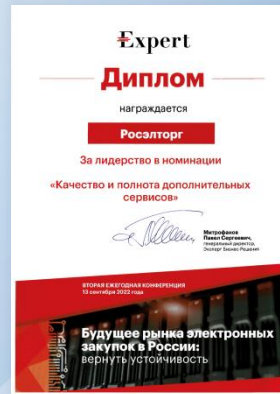 Expert
Диплом
награждается
Росэлторг
За лидерство в номинации
«Качество и полнота дополнительных
сервисов»
Митрофанов
Павел Сергеевич,
генеральный директор,
Эксперт Бизнес-Решения
ВТОРАЯ ЕЖЕГОДНАЯ КОНФЕРЕНЦИЯ
13 сентября 2022 года
Будущее рынка электронных
закупок в России:
вернуть устойчивость